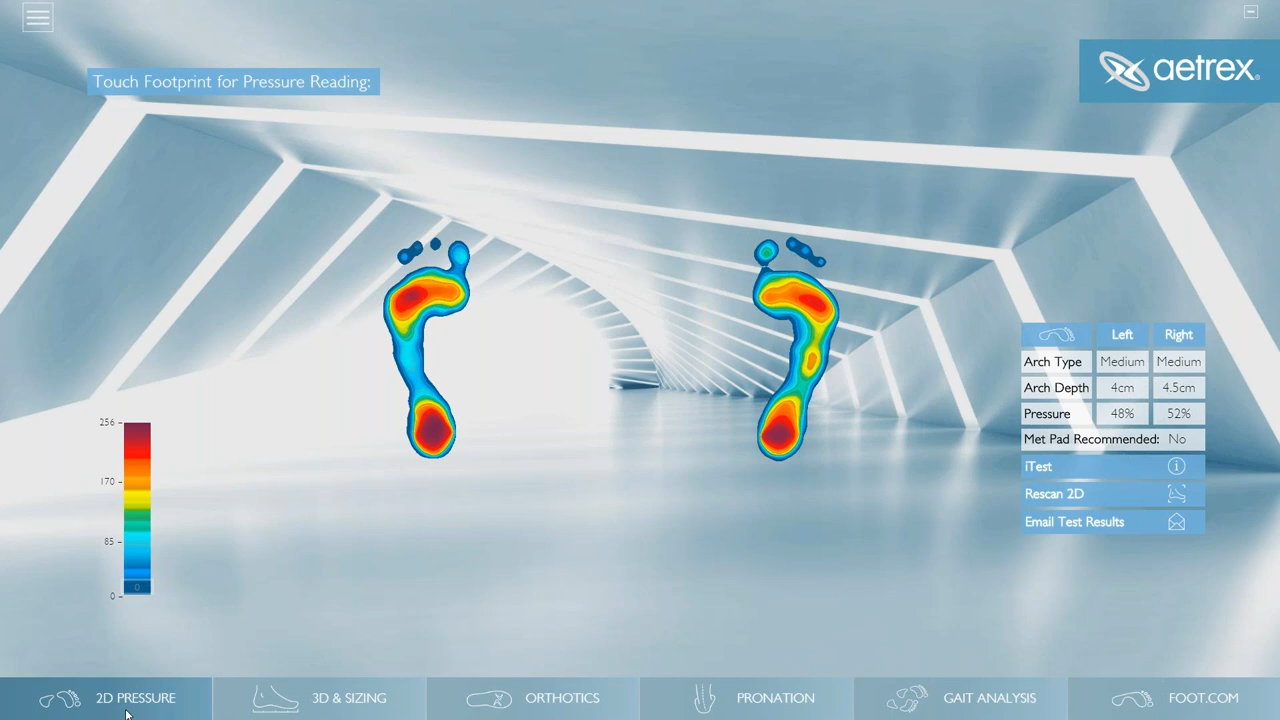 Touch Footprint for Pressure Reading:
aetrex®
Left Right
Arch Type Medium Medium
Arch Depth 4cm 4.5cm
Pressure 48% 52%
Met Pad Recommended: No
iTest
Rescan 2D
Email Test Results
256
170
85
0
0
2D PRESSURE 3D & SIZING ORTHOTICS PRONATION GAIT ANALYSIS FOOT.COM